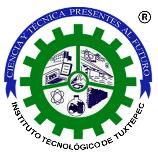 CIENCIA Y TÉCNICA PRESENTES AL FUTURO
®
INSTITUTO TECNOLÓGICO DE TUXTEPEC